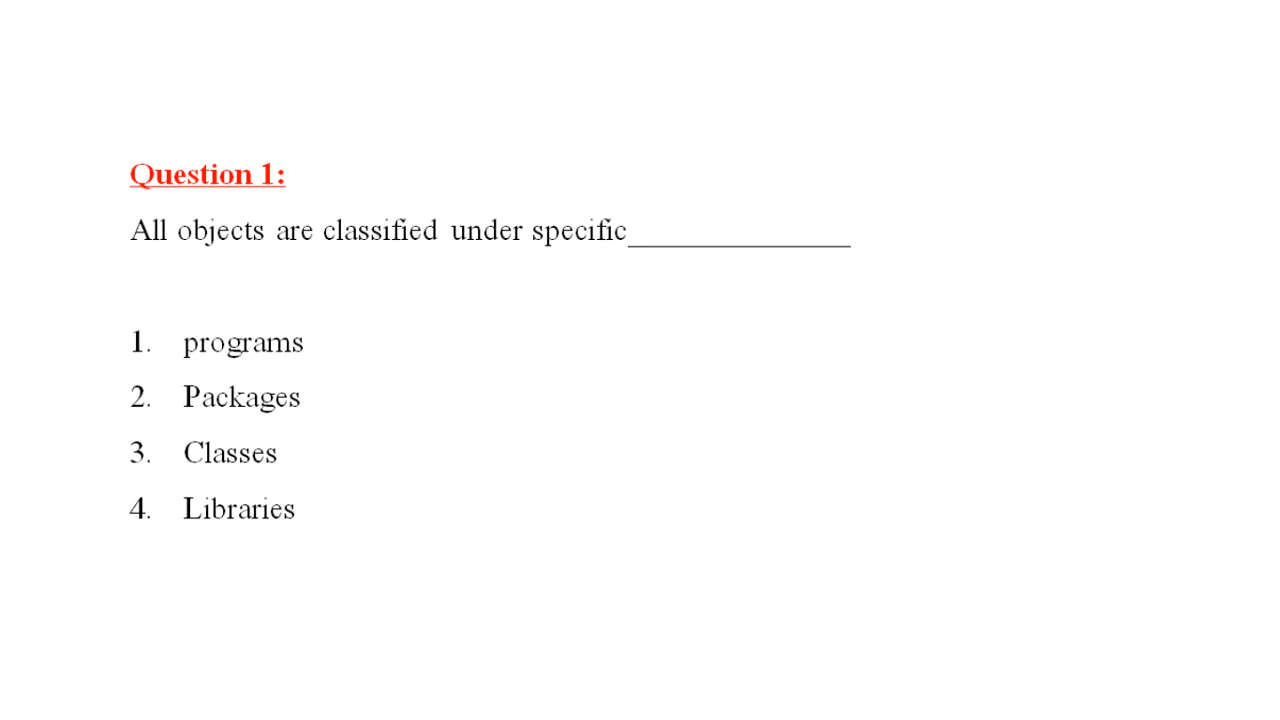 Question 1:
All objects are classified under specific_______________
1. programs
2. Packages
3. Classes
4. Libraries